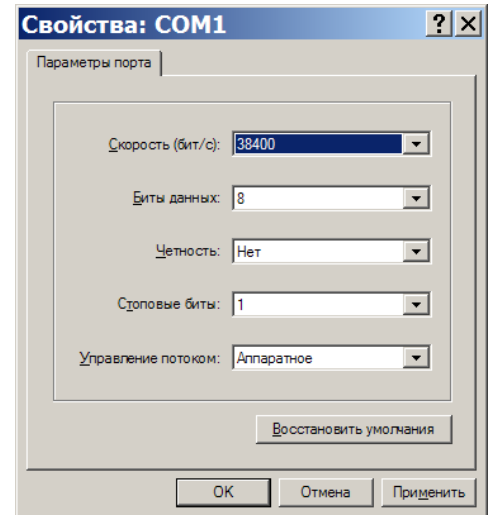 Свойства: COM1
Параметры порта
Скорость (бит/с): 38400
Биты данных: 8
Четность: Нет
Стоповые биты: 1
Управление потоком: Аппаратное
Восстановить умолчания
OK Отмена Применить